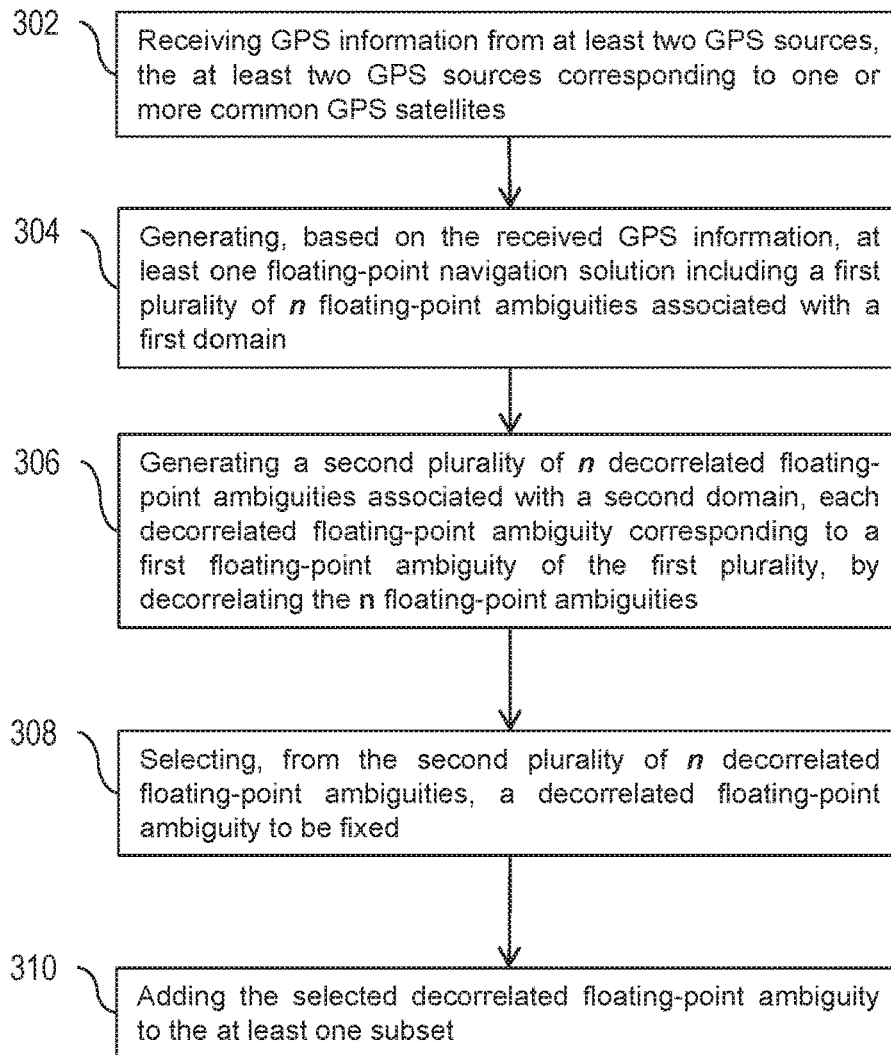 302
Receiving GPS information from at least two GPS sources,
the at least two GPS sources corresponding to one or
more common GPS satellites
304
Generating, based on the received GPS information, at
least one floating-point navigation solution including a first
plurality of n floating-point ambiguities associated with a
first domain
306
Generating a second plurality of n decorrelated floating-
point ambiguities associated with a second domain, each
decorrelated floating-point ambiguity corresponding to a
first floating-point ambiguity of the first plurality, by
decorrelating the n floating-point ambiguities
308
Selecting, from the second plurality of n decorrelated
floating-point ambiguities, a decorrelated floating-point
ambiguity to be fixed
310
Adding the selected decorrelated floating-point ambiguity
to the at least one subset